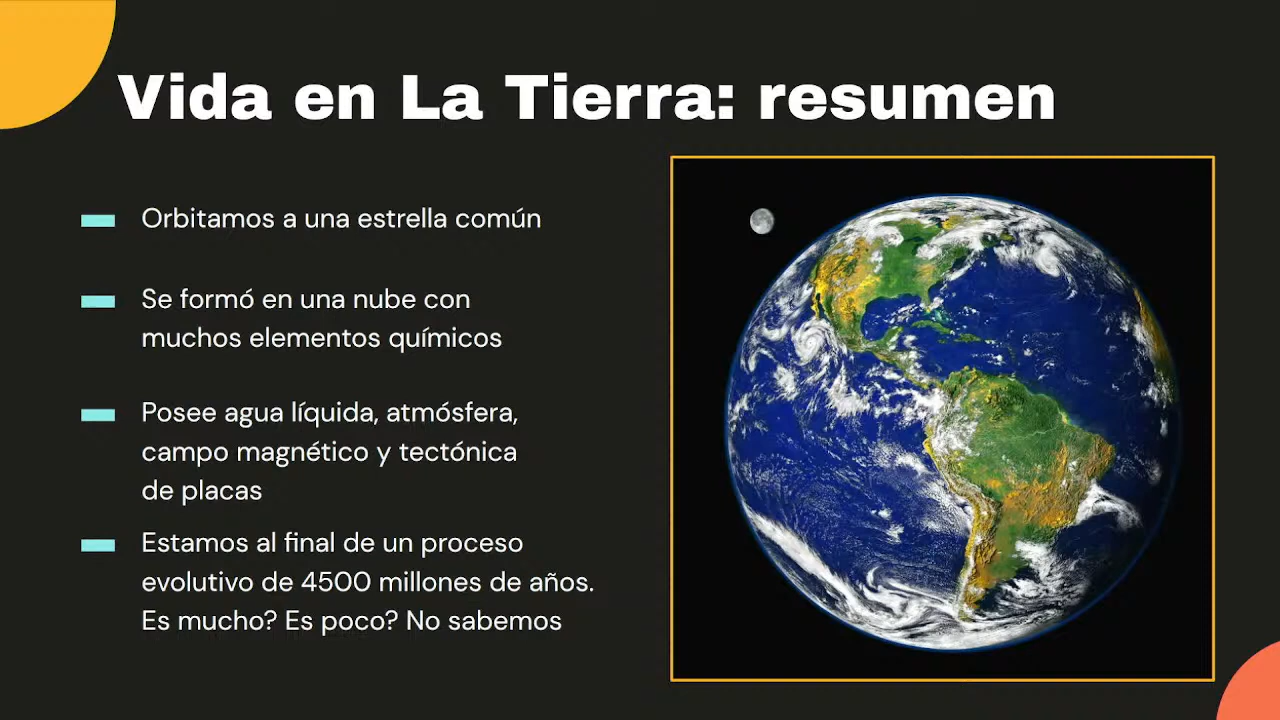 Vida en La Tierra: resumen
Orbitamos a una estrella común
Se formó en una nube con
muchos elementos químicos
Posee agua líquida, atmósfera,
campo magnético y tectónica
de placas
Estamos al final de un proceso
evolutivo de 4500 millones de años.
Es mucho? Es poco? No sabemos